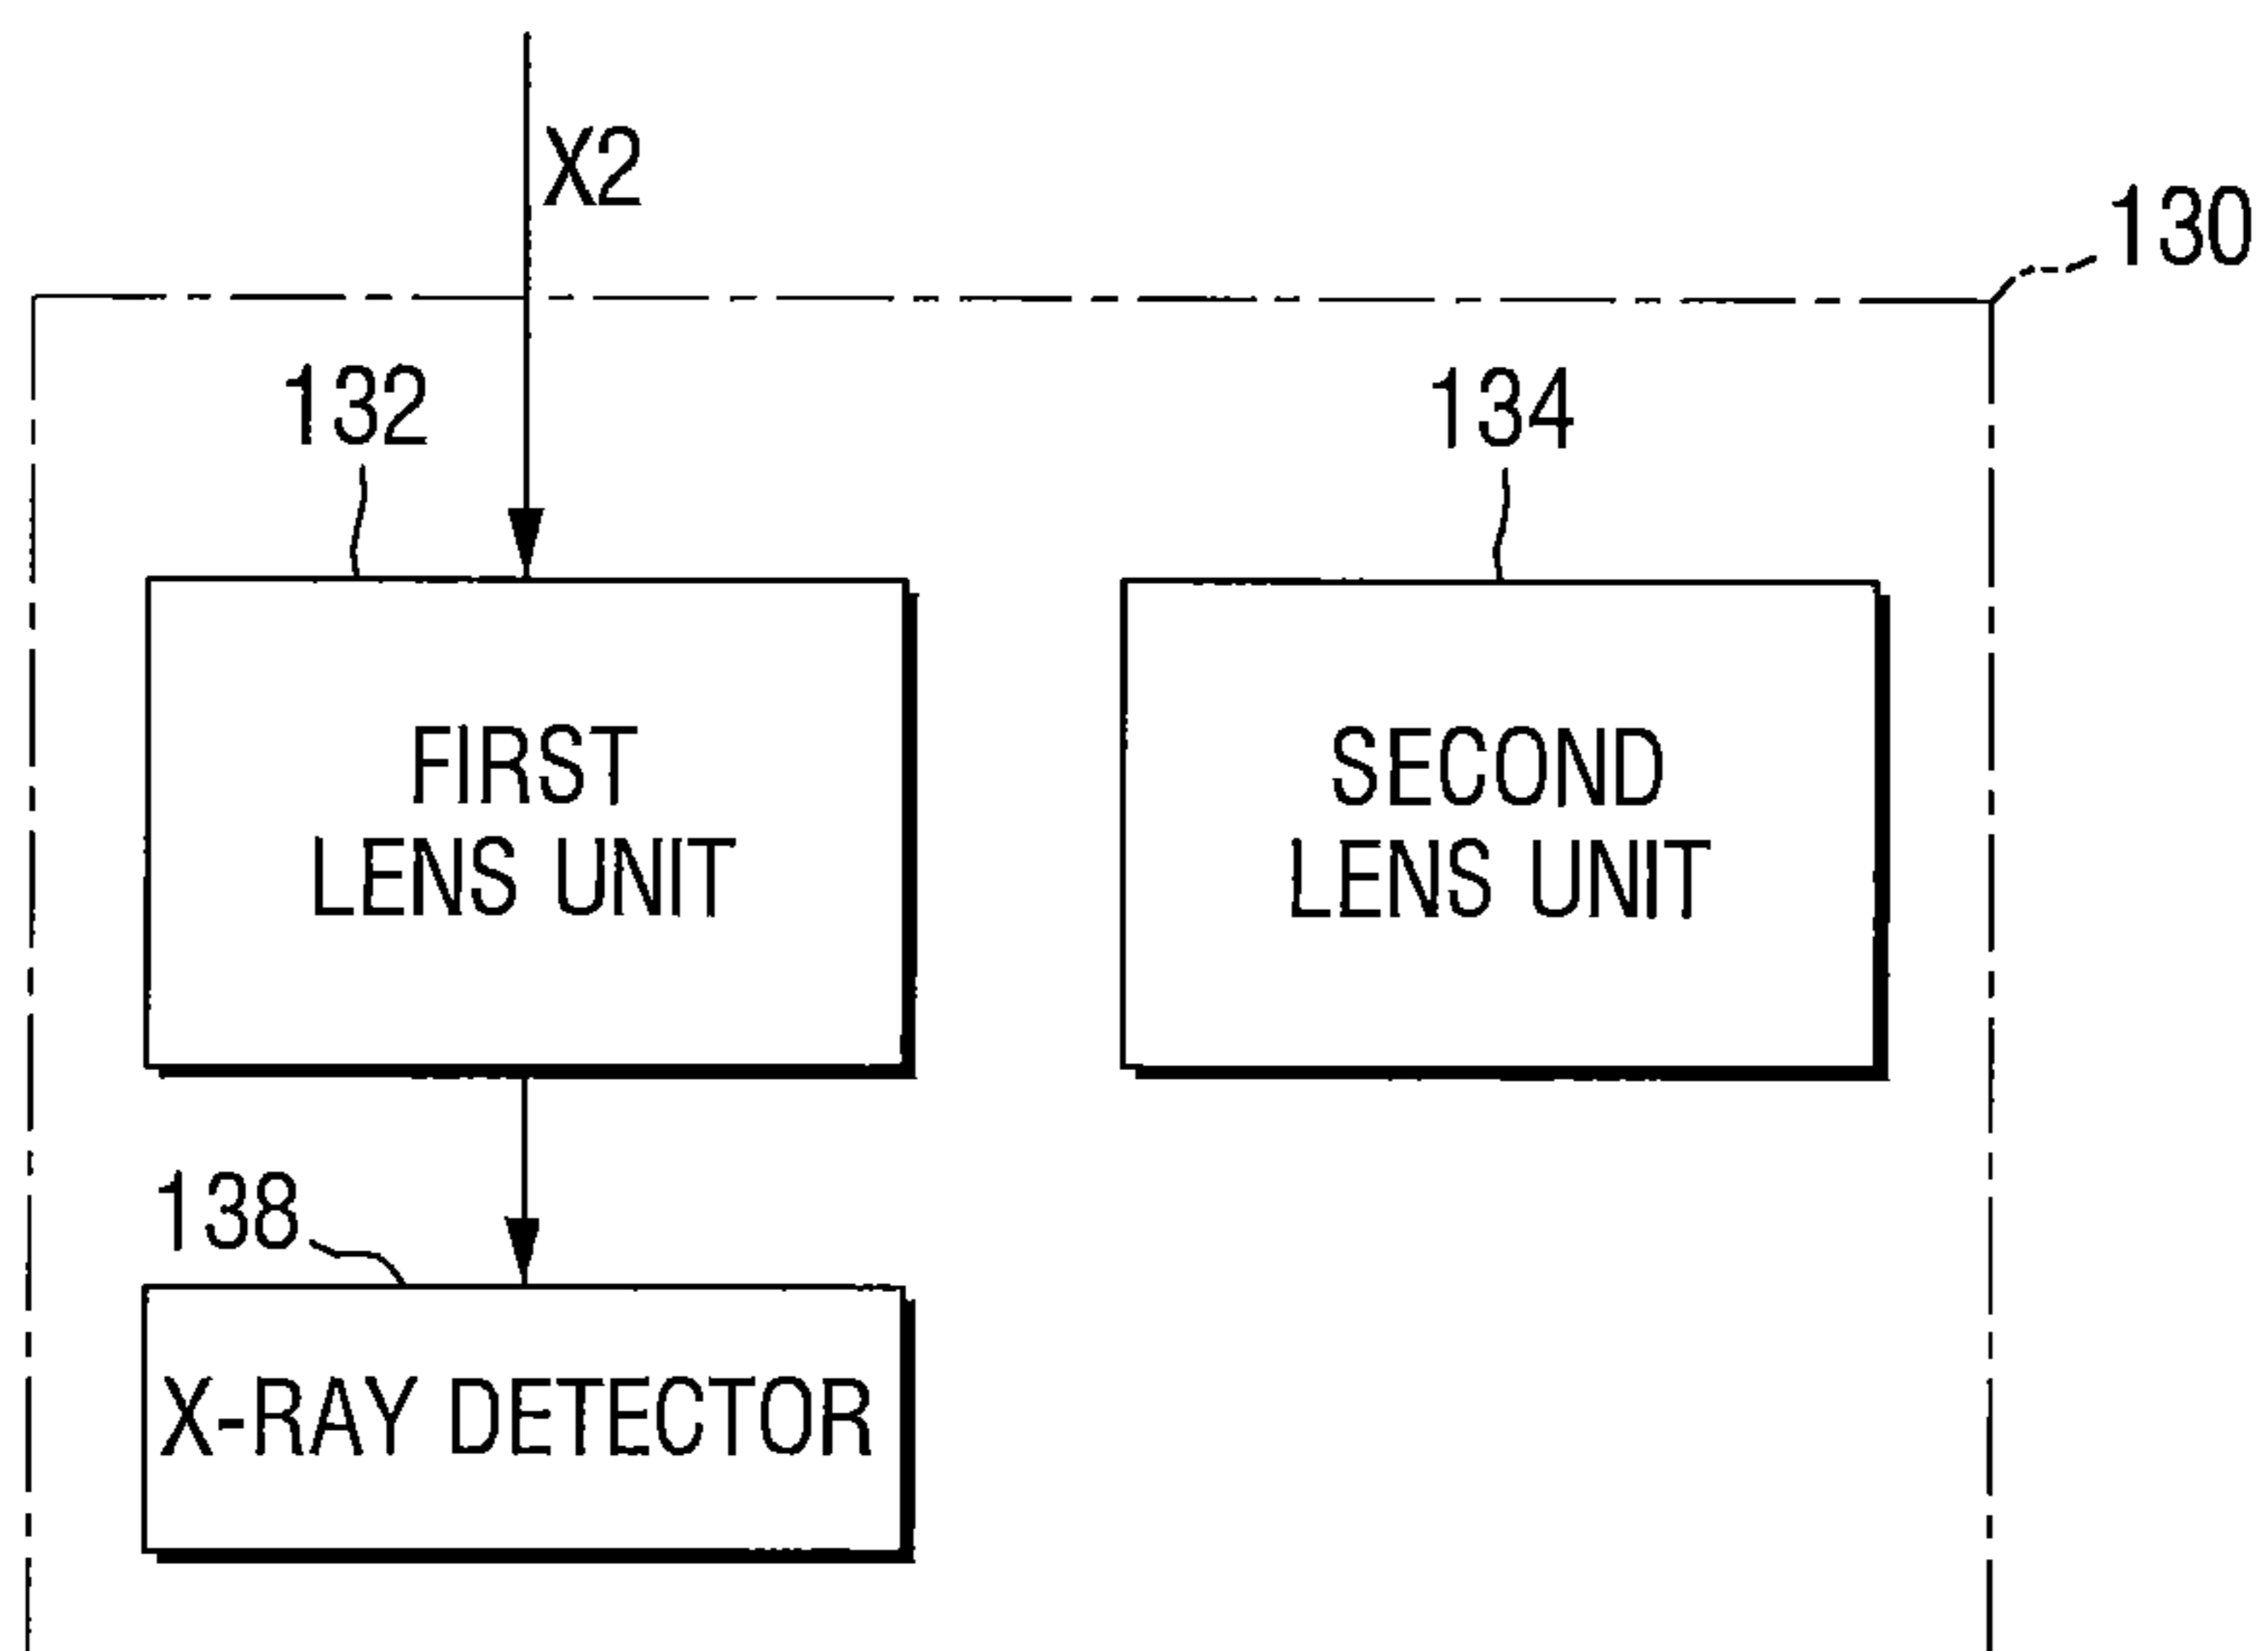 X2
130
132
134
FIRST
LENS UNIT
SECOND
LENS UNIT
138
X-RAY DETECTOR